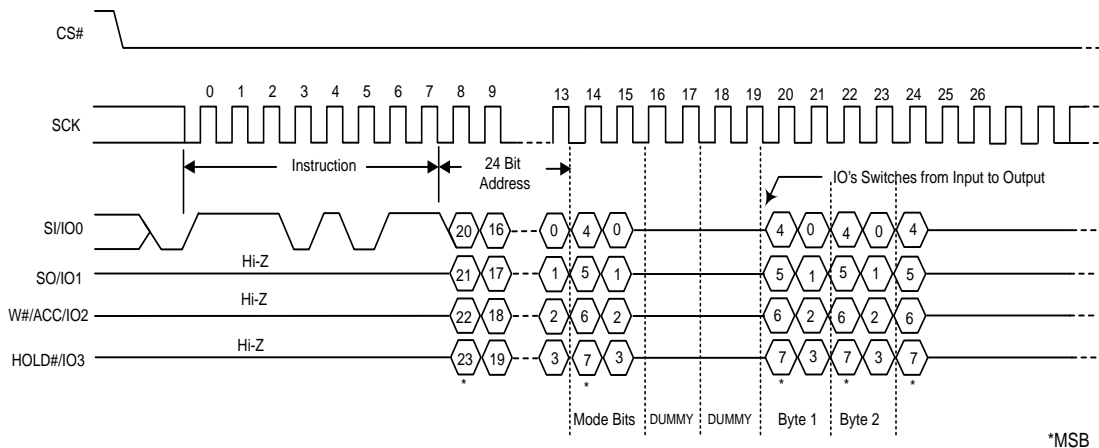 CS#
0 1 2 3 4 5 6 7 8 9 13 14 15 16 17 18 19 20 21 22 23 24 25 26
SCK
Instruction
24 Bit
Address
IO's Switches from Input to Output
SI/IO0
20 16 0 4 0 4 0 4 0 4
Hi-Z
SO/IO1
21 17 1 5 1 5 1 5 1 5
Hi-Z
W#/ACC/IO2
22 18 2 6 2 6 2 6 2 6
Hi-Z
HOLD#/IO3
23 19 3 7 3 7 3 7 3 7
* * * * *
Mode Bits DUMMY DUMMY Byte 1 Byte 2
*MSB